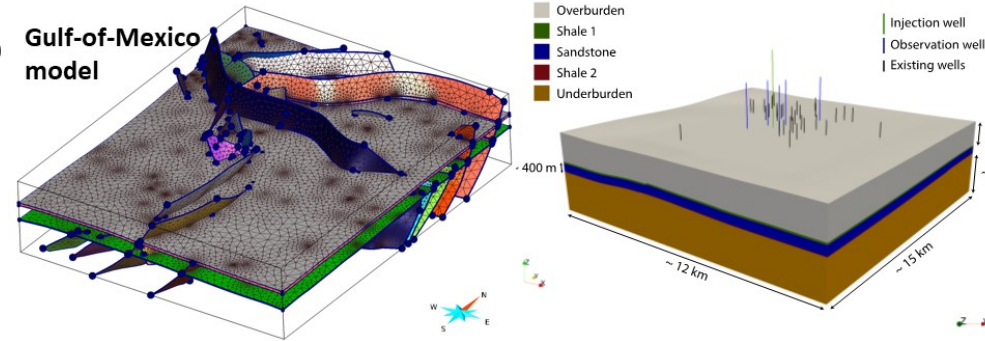 Gulf-of-Mexico
model
N
W
E
S
Overburden
Shale 1
Sandstone
Shale 2
Underburden
Injection well
Observation well
Existing wells
400 m
~ 12 km
~ 15 km